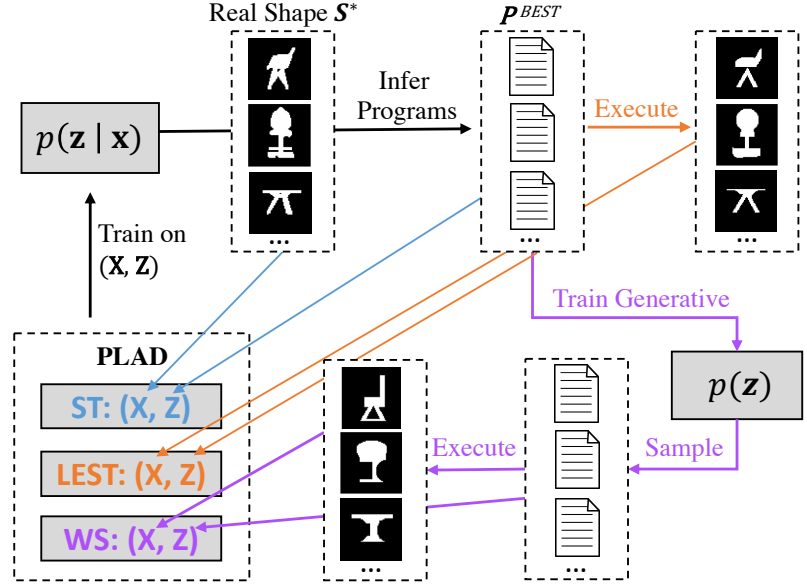 Real Shape S*
P^BEST
Infer
Programs
Execute
p(z | x)
...
...
...
Train on
(X, Z)
Train Generative
PLAD
p(z)
ST: (X, Z)
Execute
Sample
LEST: (X, Z)
WS: (X, Z)
...
...